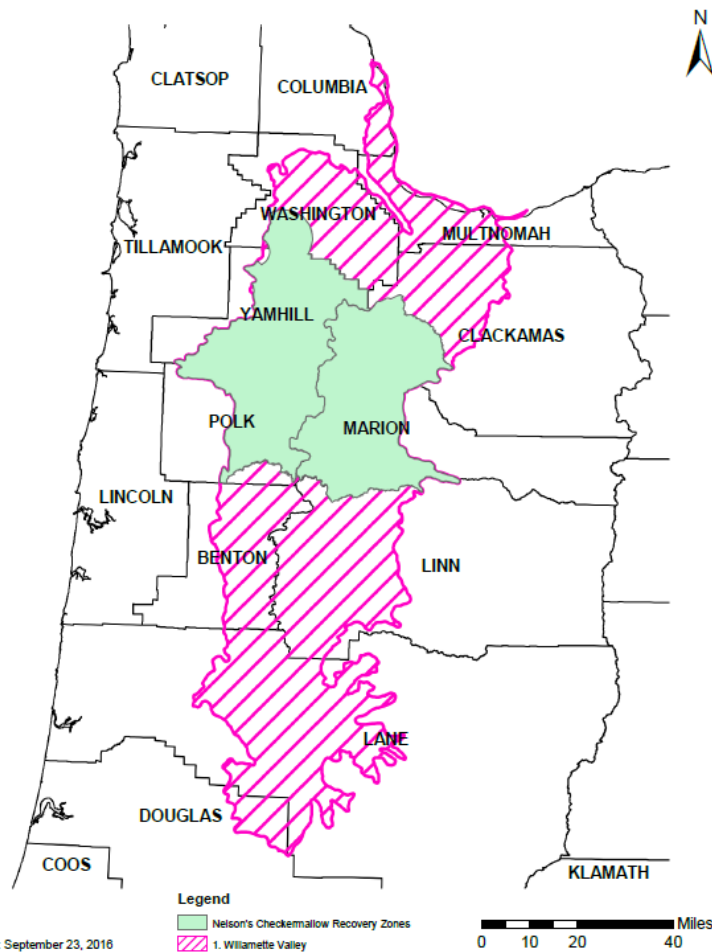 N
CLATSOP
COLUMBIA
WASHINGTON
MULTNOMAH
TILLAMOOK
YAMHILL
CLACKAMAS
POLK
MARION
LINCOLN
BENTON
LINN
LANE
DOUGLAS
COOS
KLAMATH
Legend
Nelson's Checkermallow Recovery Zones
1. Willamette Valley
: September 23, 2016
Miles
0 10 20 40